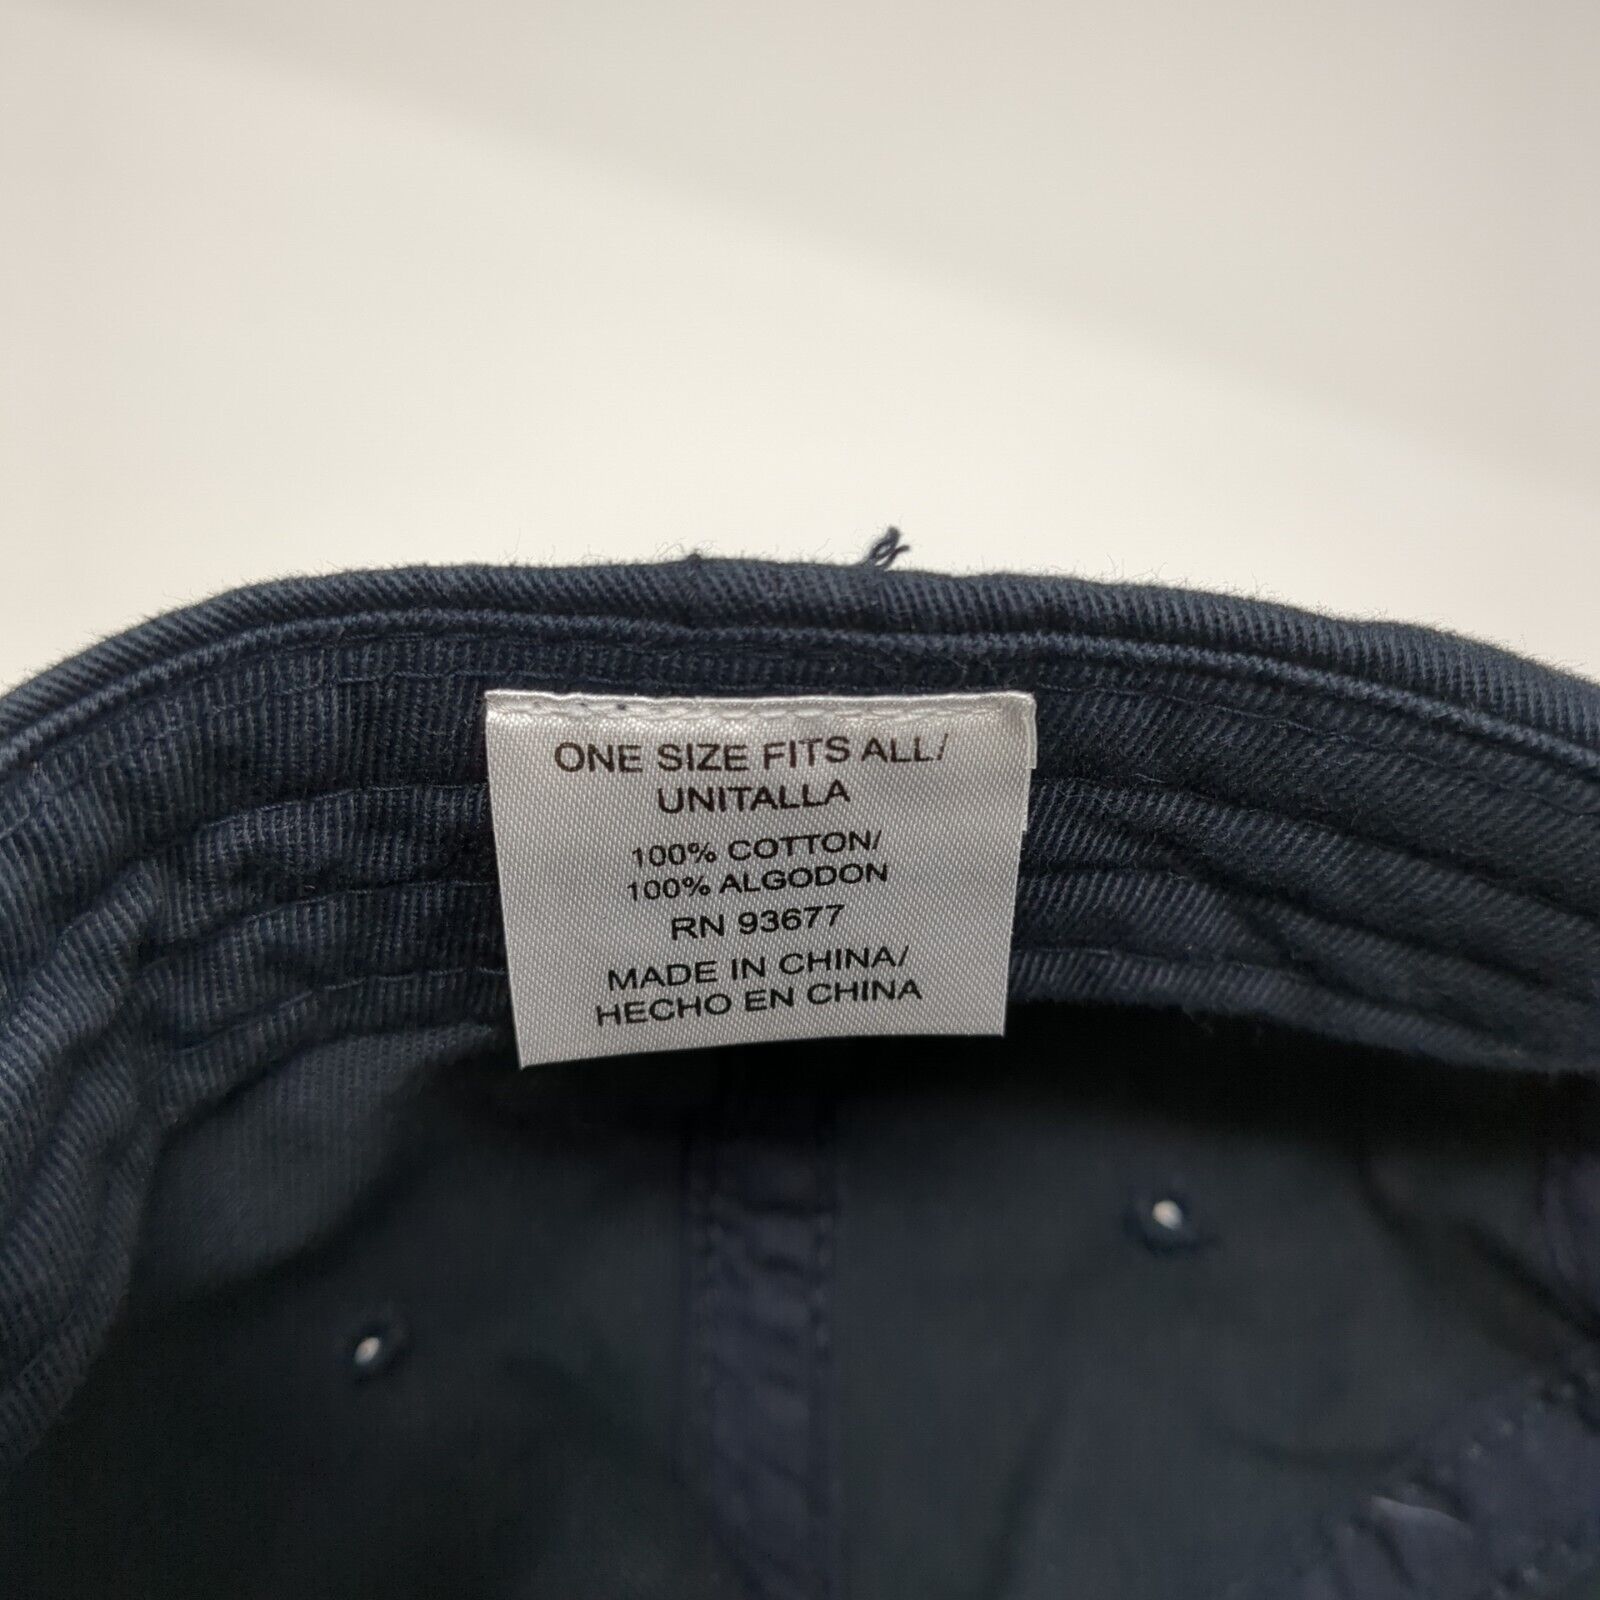 ONE SIZE FITS ALL/
UNITALLA
100% COTTON/
100% ALGODON
RN 93677
MADE IN CHINA/
HECHO EN CHINA